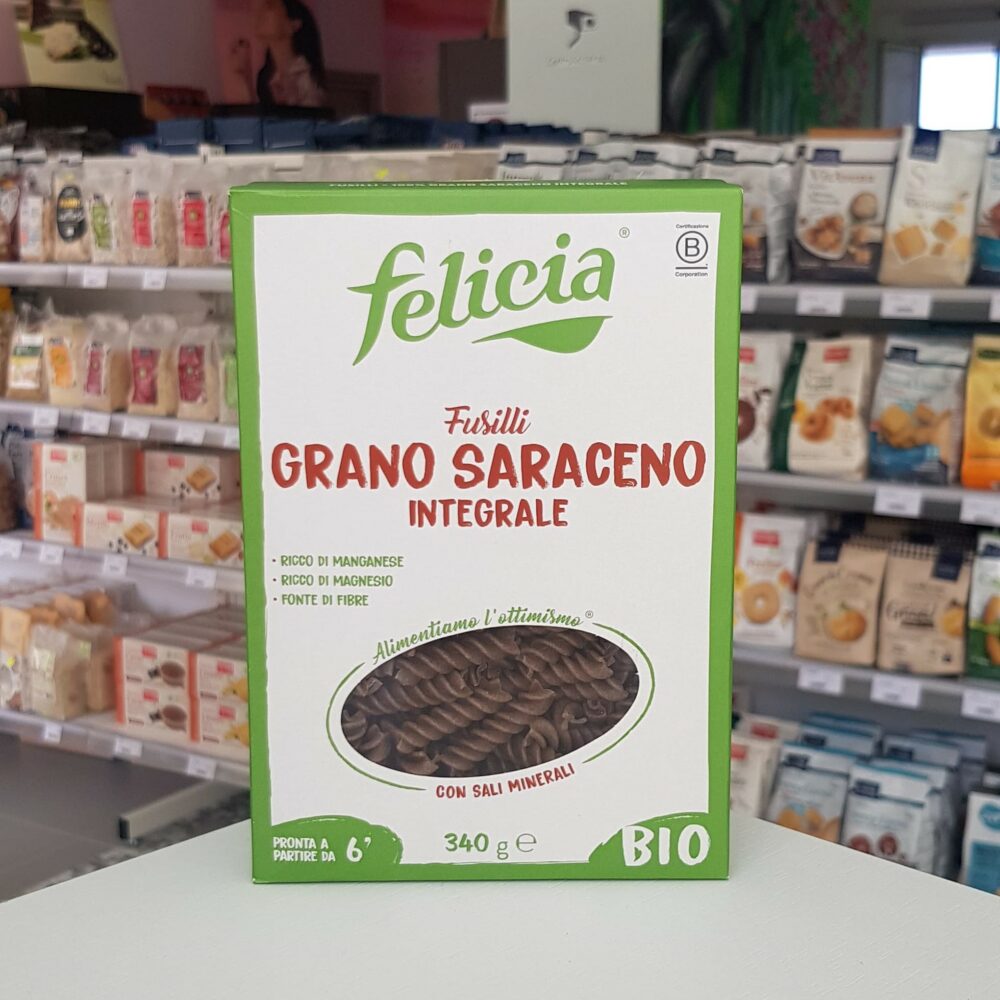 FUSILLI - 100% GRANO SARACENO INTEGRALE
felicia®
Certificazione
B
Corporation
Fusilli
GRANO SARACENO
INTEGRALE
• RICCO DI MANGANESE
• RICCO DI MAGNESIO
• FONTE DI FIBRE
Alimentiamo l'ottimismo®
CON SALI MINERALI
PRONTA A
PARTIRE DA 6'
340 g ℮
BIO